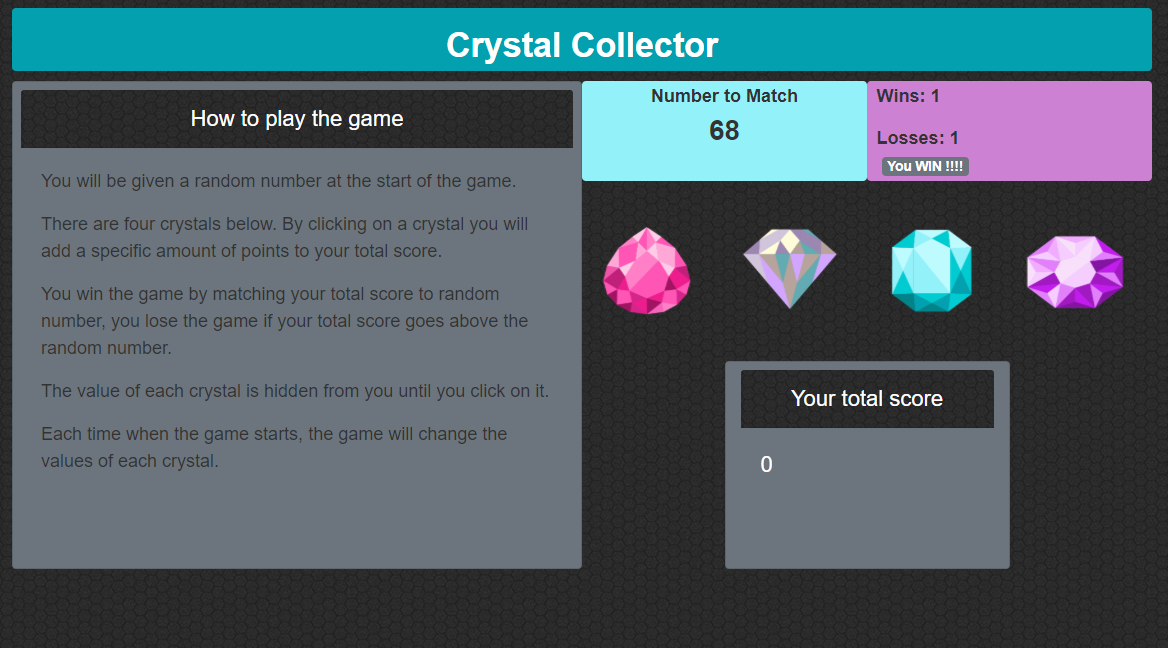 Crystal Collector
How to play the game
You will be given a random number at the start of the game.
There are four crystals below. By clicking on a crystal you will
add a specific amount of points to your total score.
You win the game by matching your total score to random
number, you lose the game if your total score goes above the
random number.
The value of each crystal is hidden from you until you click on it.
Each time when the game starts, the game will change the
values of each crystal.
Number to Match
68
Wins: 1
Losses: 1
You WIN !!!!
Your total score
0